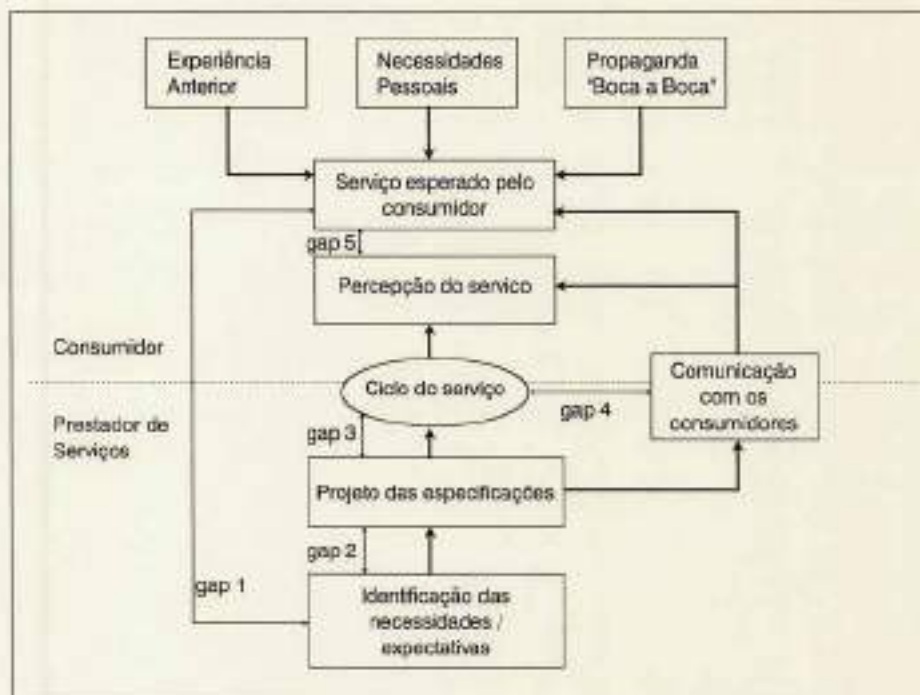 Experiência
Anterior
Necessidades
Pessoais
Propaganda
"Boca a Boca"
Serviço esperado pelo
consumidor
gap 5
Percepção do servico
Consumidor
Ciclo do serviço
Comunicação
com os
consumidores
gap 4
Prestador de
Serviços
gap 3
Projeto das especificações
gap 2
gap 1
Identificação das
necessidades /
expectativas